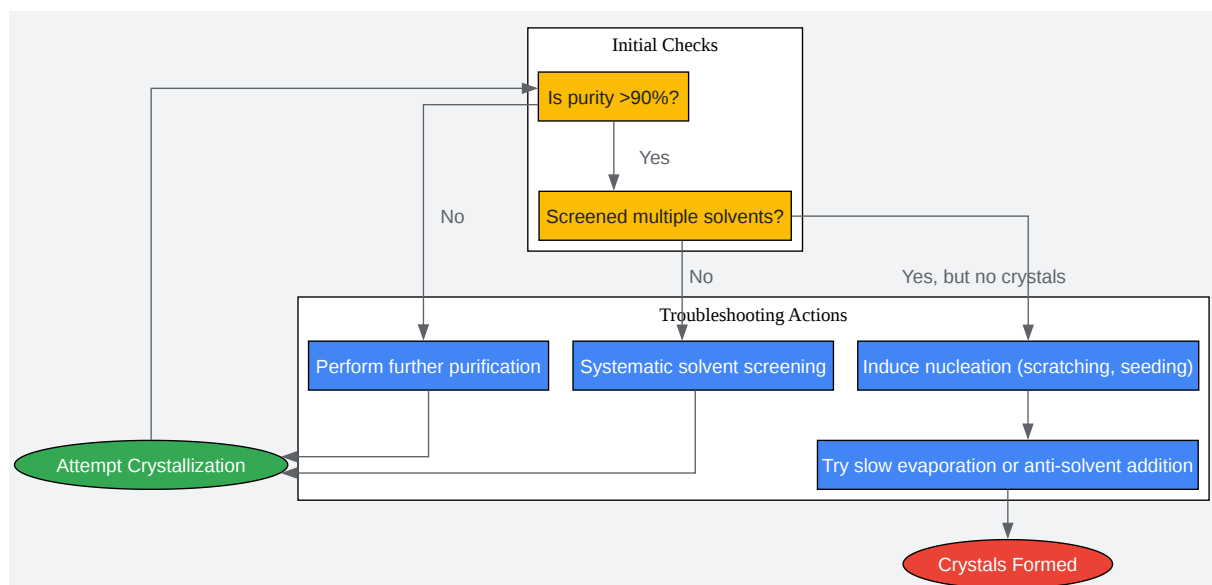 Initial Checks
Is purity >90%?
Yes
Screened multiple solvents?
No
No
Yes, but no crystals
Troubleshooting Actions
Perform further purification
Systematic solvent screening
Induce nucleation (scratching, seeding)
Attempt Crystallization
Try slow evaporation or anti-solvent addition
Crystals Formed